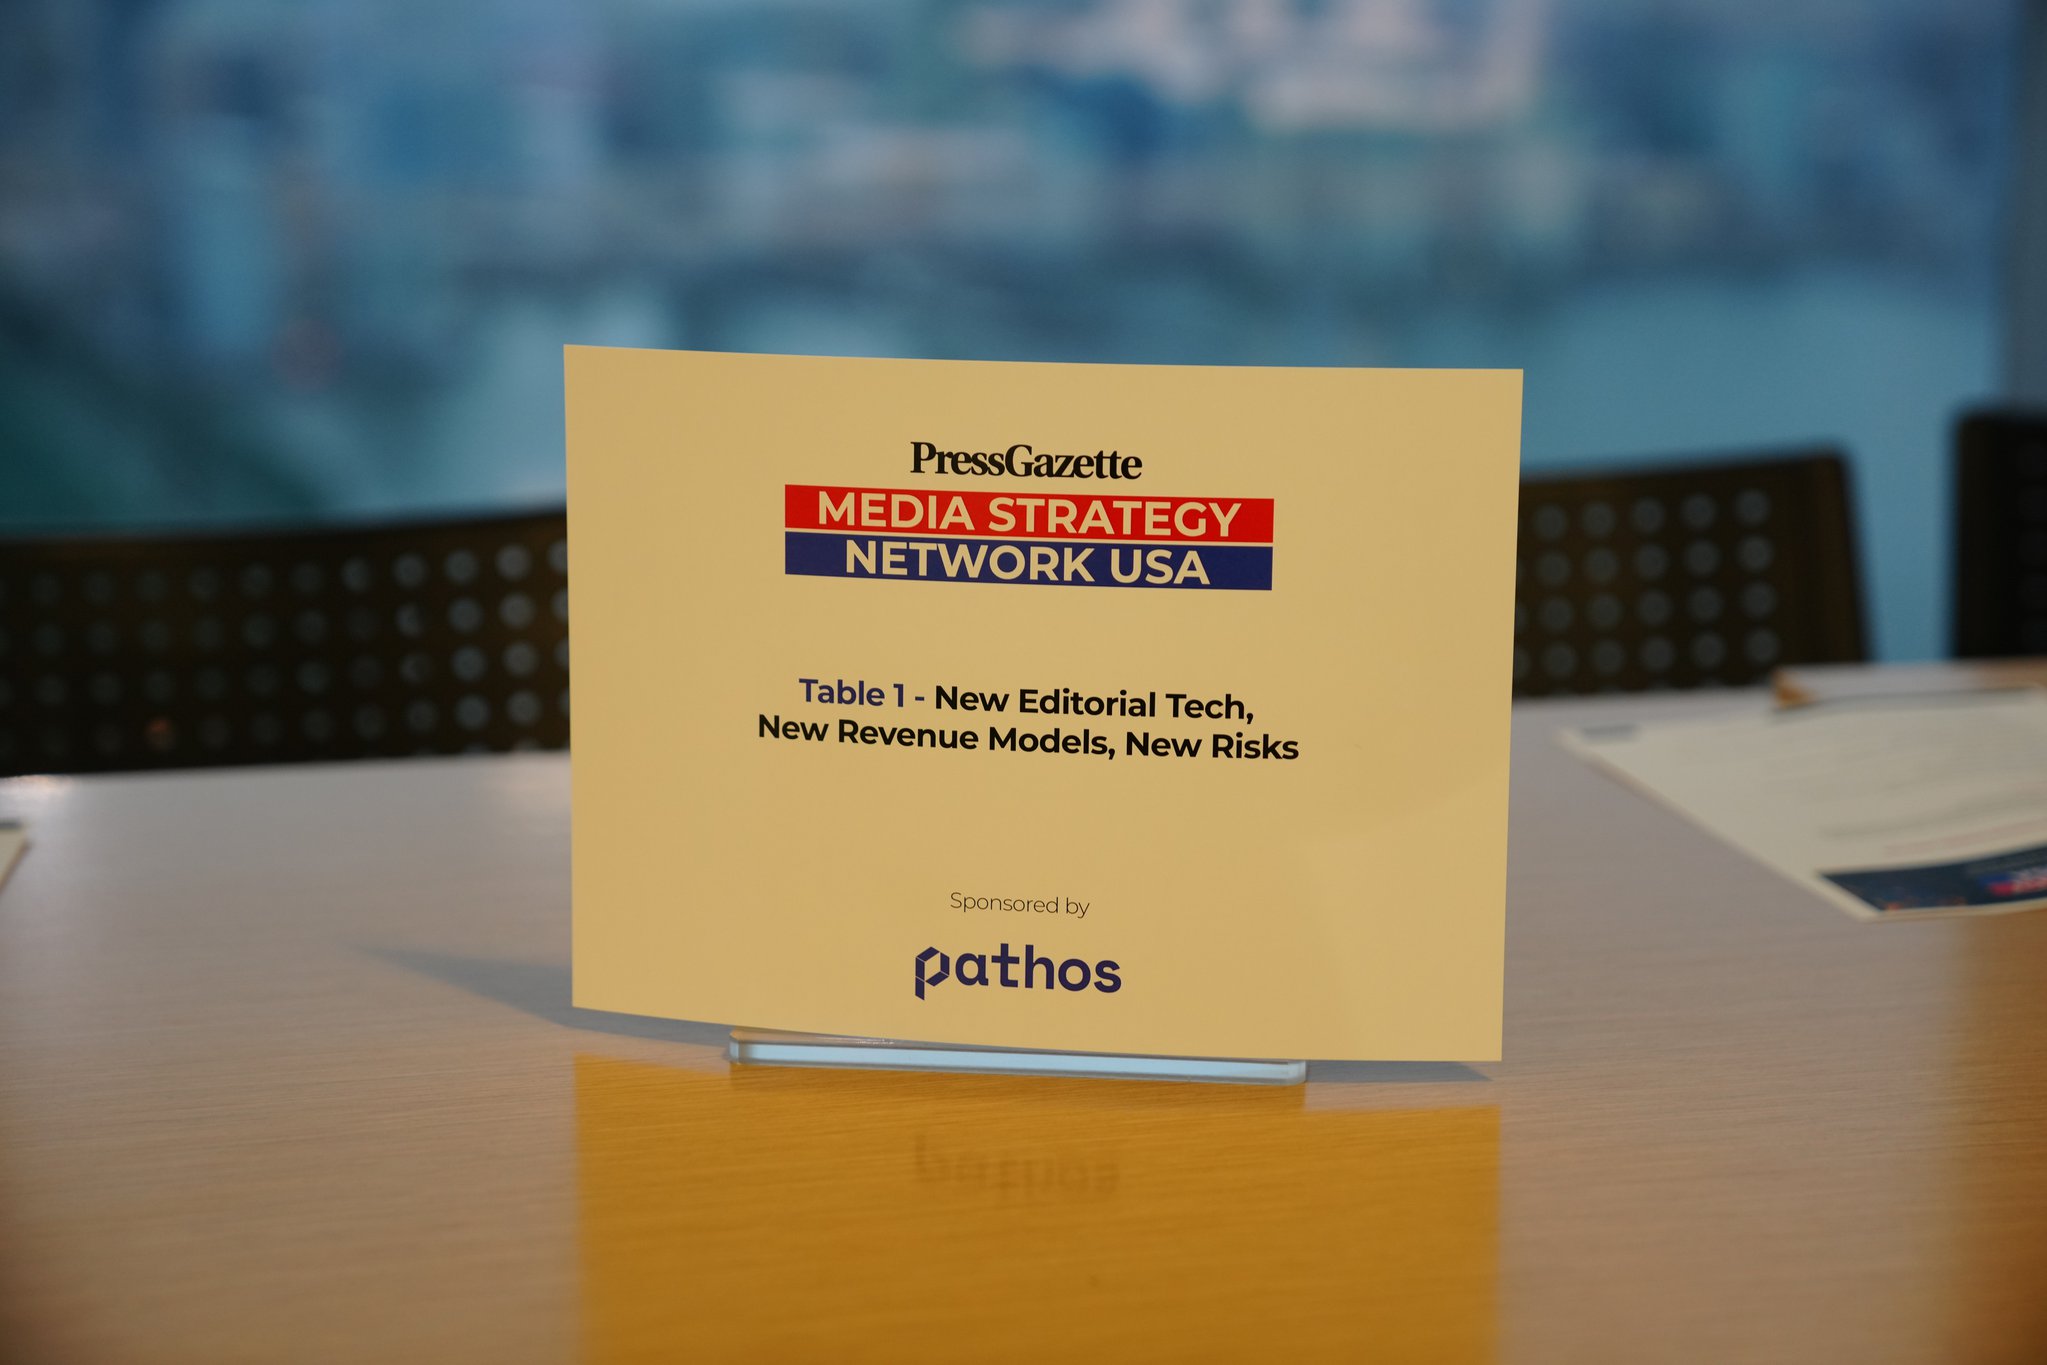 PressGazette
MEDIA STRATEGY
NETWORK USA
Table 1 - New Editorial Tech,
New Revenue Models, New Risks
Sponsored by
pathos